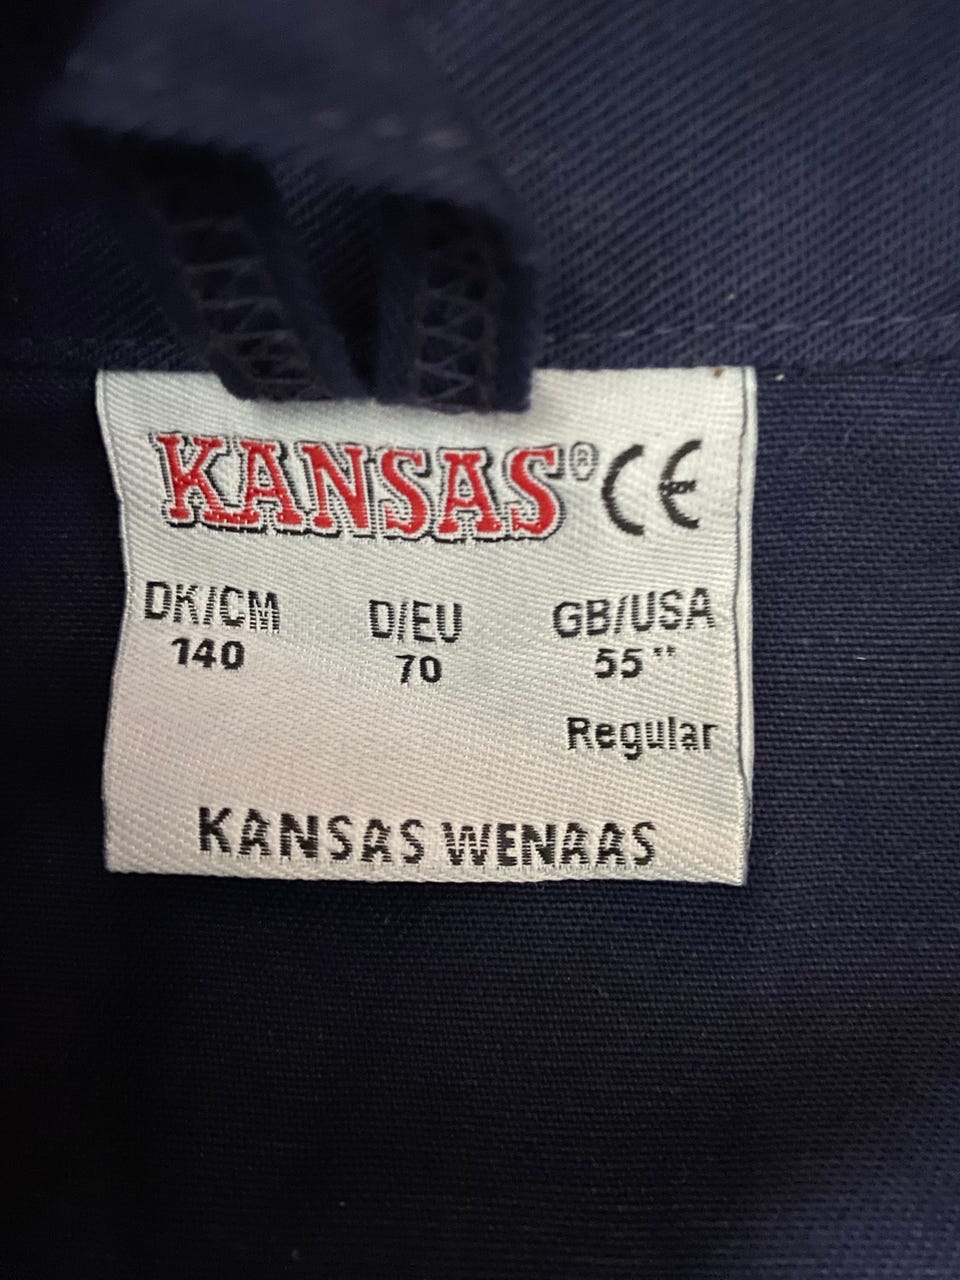 KANSAS® CE
DK/CM D/EU GB/USA
140 70 55"
Regular
KANSAS WENAAS